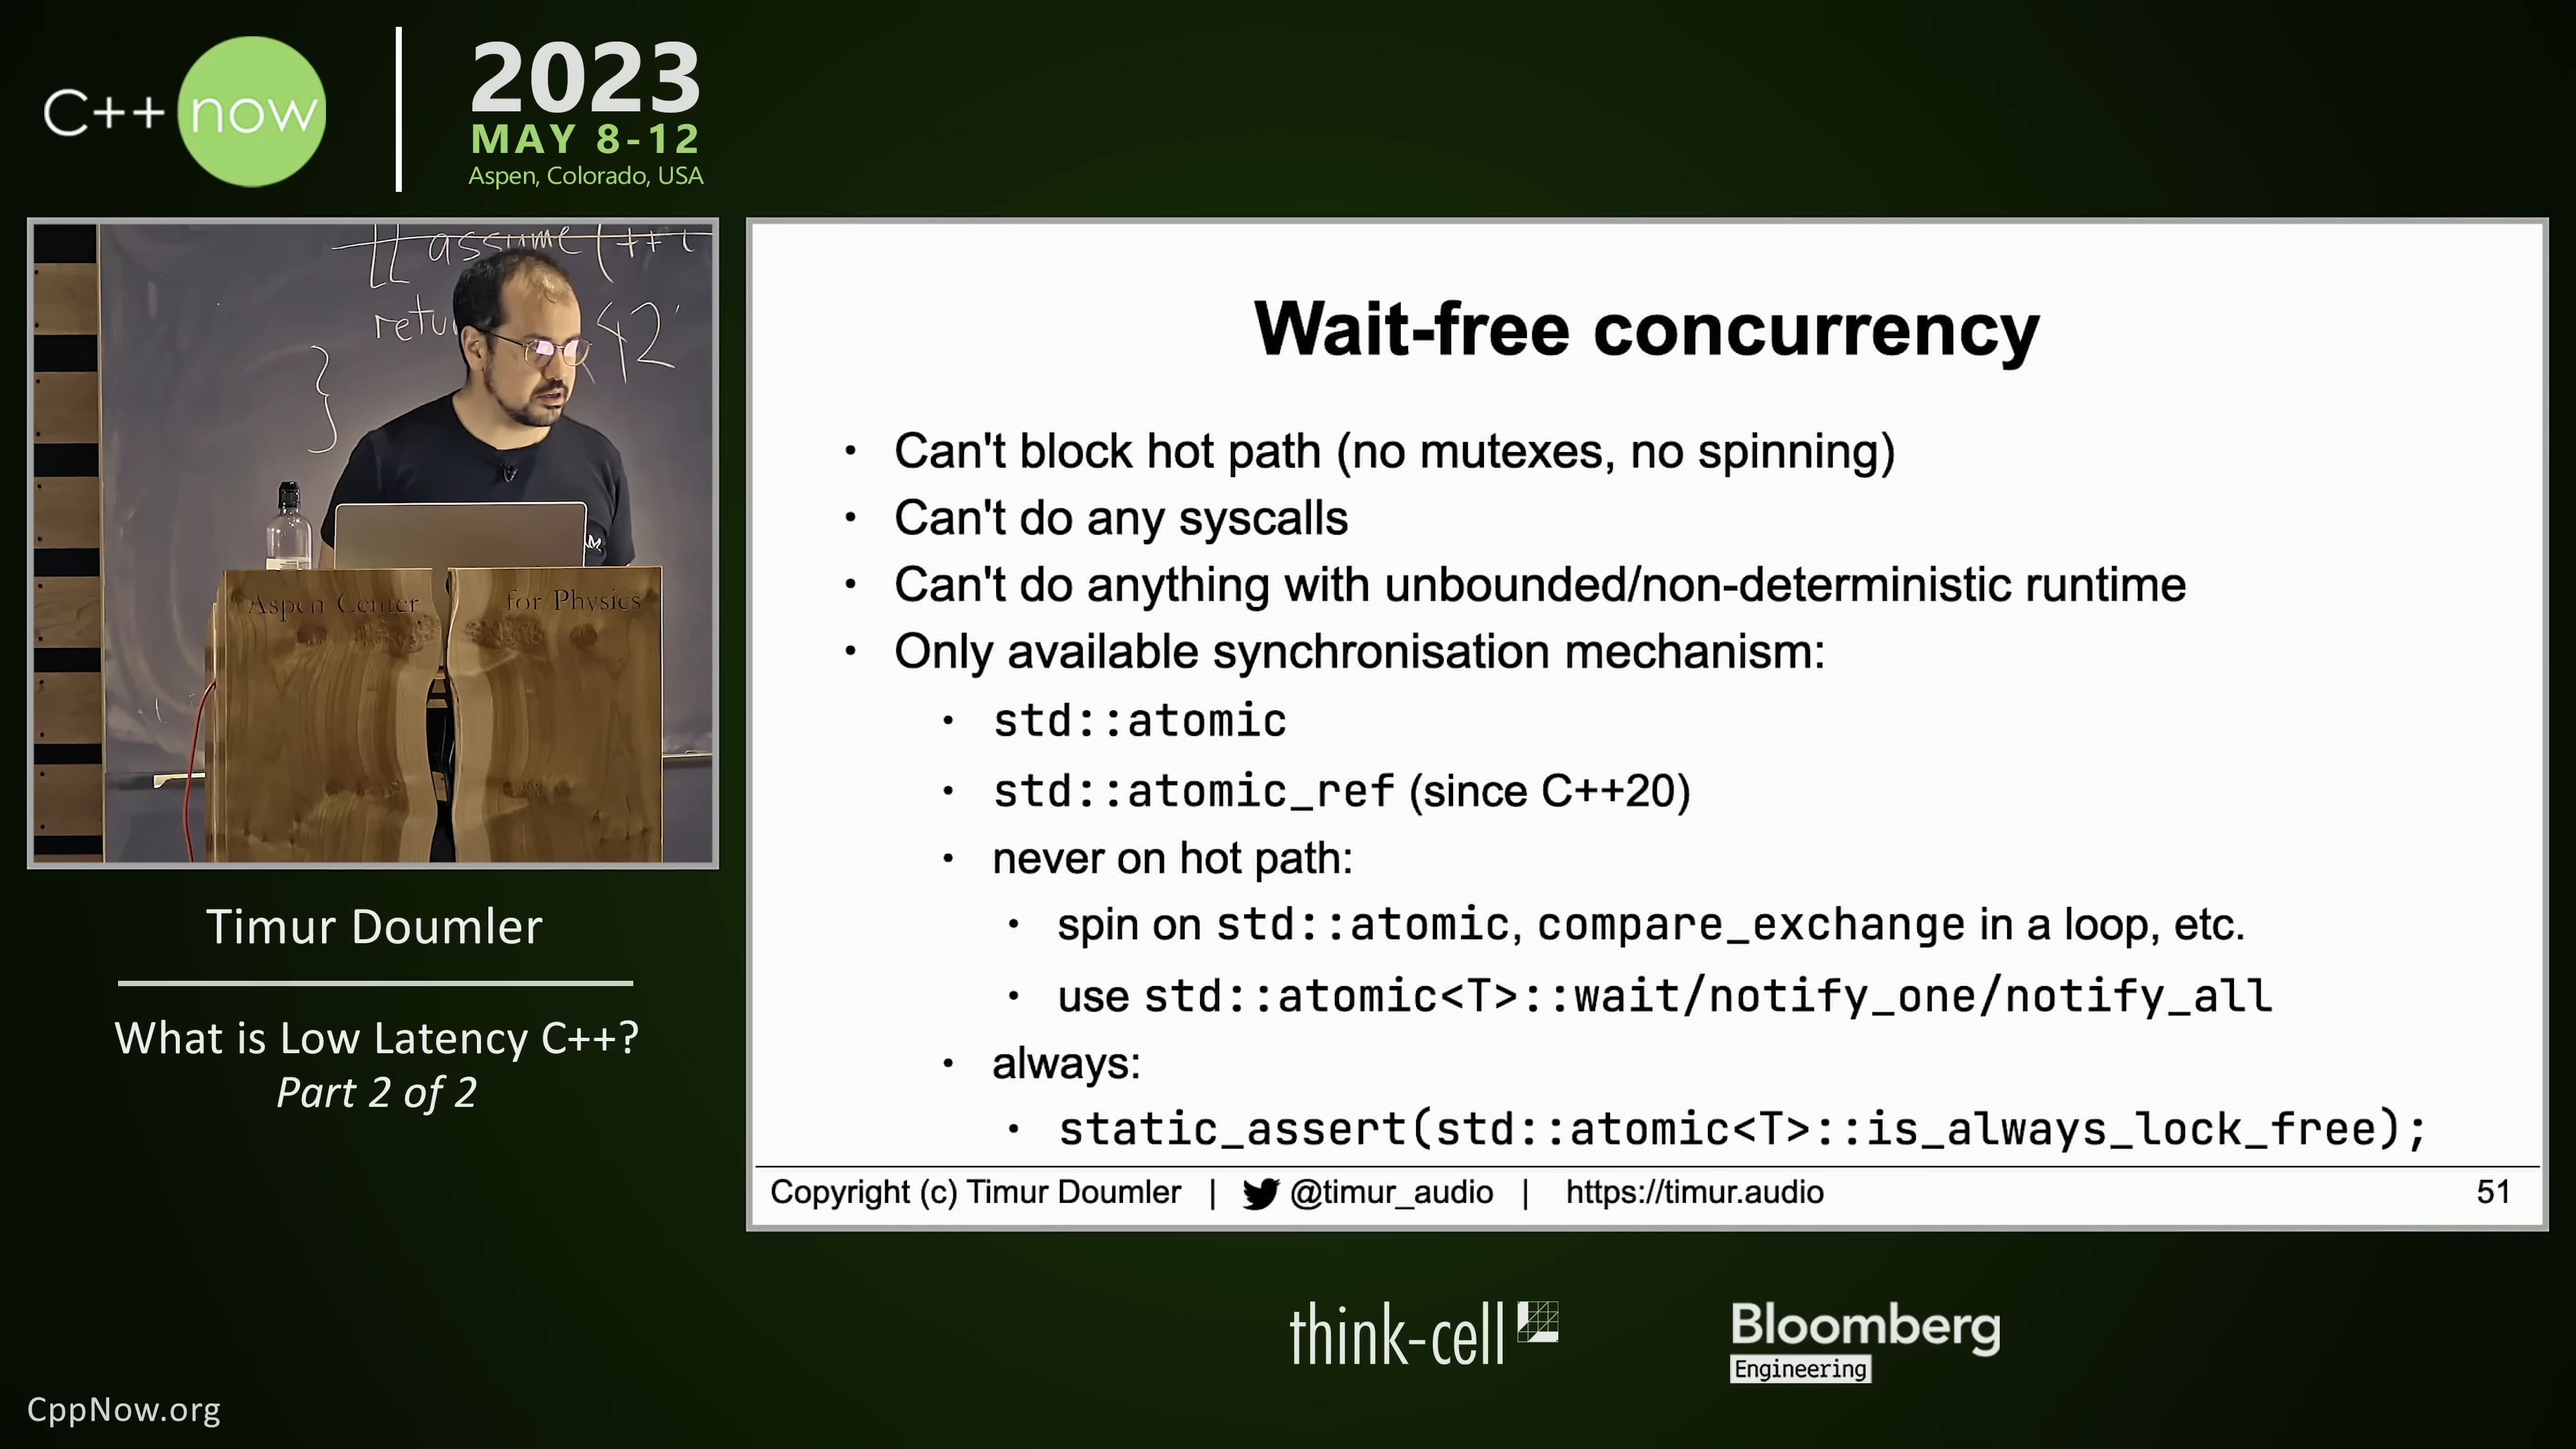 C++ now
2023
MAY 8-12
Aspen, Colorado, USA
[[ assume(++
retu 42
}
Aspen Center for Physics
Timur Doumler
What is Low Latency C++?
Part 2 of 2
Wait-free concurrency
• Can't block hot path (no mutexes, no spinning)
• Can't do any syscalls
• Can't do anything with unbounded/non-deterministic runtime
• Only available synchronisation mechanism:
• std::atomic
• std::atomic_ref (since C++20)
• never on hot path:
• spin on std::atomic, compare_exchange in a loop, etc.
• use std::atomic<T>::wait/notify_one/notify_all
• always:
• static_assert(std::atomic<T>::is_always_lock_free);
Copyright (c) Timur Doumler | @timur_audio | https://timur.audio 51
think-cell
Bloomberg
Engineering
CppNow.org